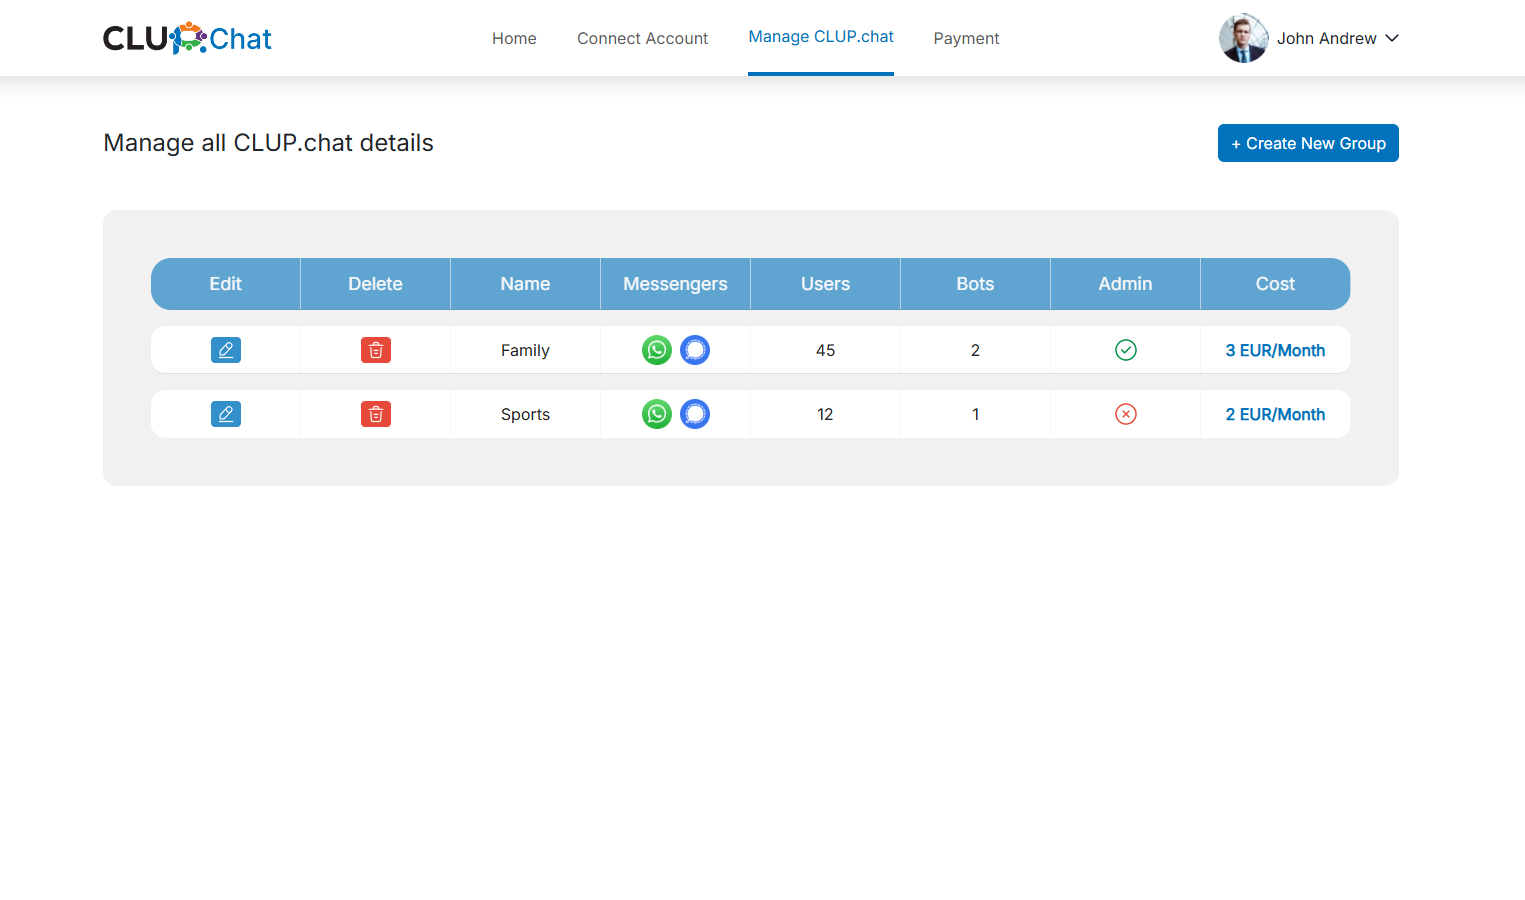 CLUP.Chat
Home Connect Account Manage CLUP.chat Payment John Andrew
Manage all CLUP.chat details
+ Create New Group
Edit Delete Name Messengers Users Bots Admin Cost
Family 45 2 3 EUR/Month
Sports 12 1 2 EUR/Month